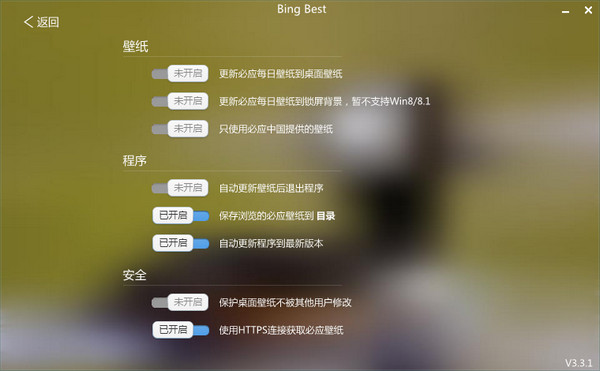 Bing Best
返回
壁纸
未开启 更新必应每日壁纸到桌面壁纸
未开启 更新必应每日壁纸到锁屏背景，暂不支持Win8/8.1
未开启 只使用必应中国提供的壁纸
程序
未开启 自动更新壁纸后退出程序
已开启 保存浏览的必应壁纸到 目录
已开启 自动更新程序到最新版本
安全
未开启 保护桌面壁纸不被其他用户修改
已开启 使用HTTPS连接获取必应壁纸
V3.3.1